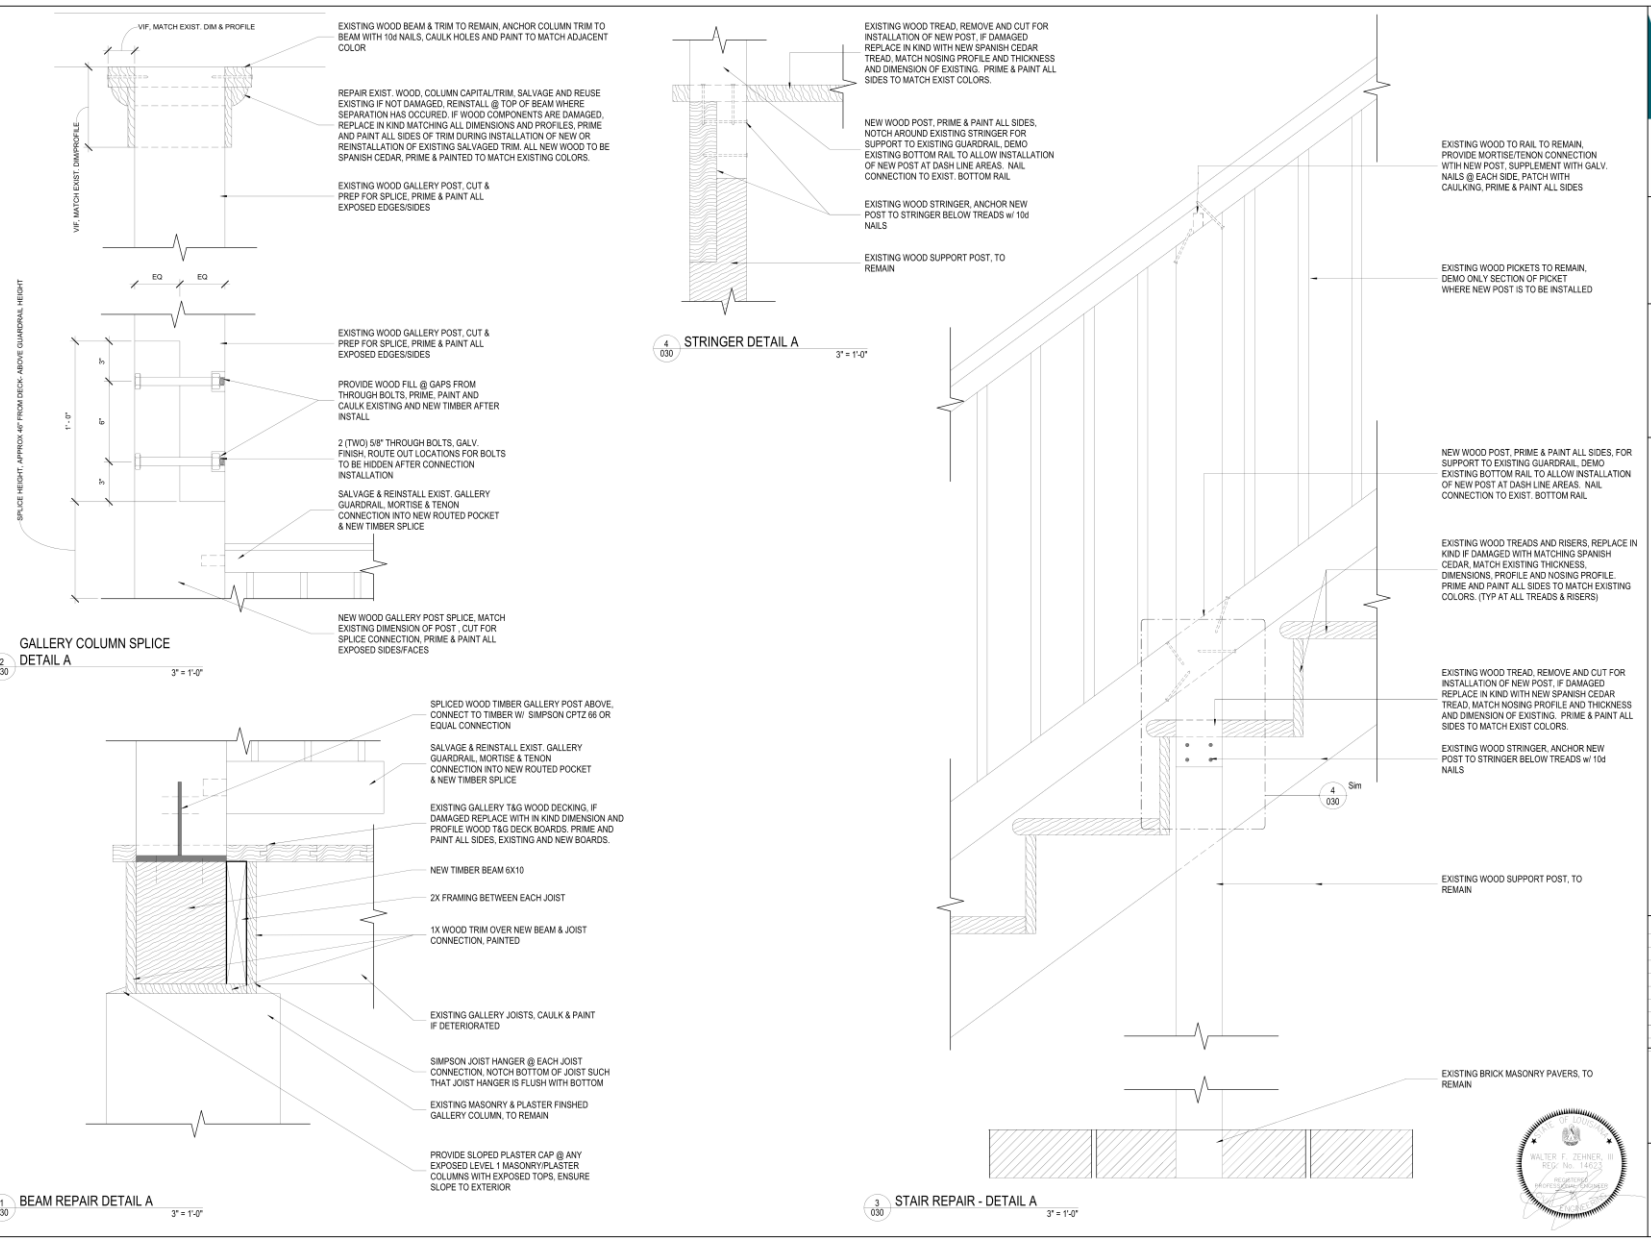 VIF, MATCH EXIST. DIM & PROFILE
EXISTING WOOD BEAM & TRIM TO REMAIN, ANCHOR COLUMN TRIM TO
BEAM WITH 10d NAILS, CAULK HOLES AND PAINT TO MATCH ADJACENT
COLOR
VIF, MATCH EXIST. DIM/PROFILE
REPAIR EXIST. WOOD, COLUMN CAPITAL/TRIM, SALVAGE AND REUSE
EXISTING IF NOT DAMAGED, REINSTALL @ TOP OF BEAM WHERE
SEPARATION HAS OCCURED. IF WOOD COMPONENTS ARE DAMAGED,
REPLACE IN KIND MATCHING ALL DIMENSIONS AND PROFILES, PRIME
AND PAINT ALL SIDES OF TRIM DURING INSTALLATION OF NEW OR
REINSTALLATION OF EXISTING SALVAGED TRIM. ALL NEW WOOD TO BE
SPANISH CEDAR, PRIME & PAINTED TO MATCH EXISTING COLORS.
EXISTING WOOD GALLERY POST, CUT &
PREP FOR SPLICE, PRIME & PAINT ALL
EXPOSED EDGES/SIDES
EQ
EQ
SPLICE HEIGHT, APPROX 46" FROM DECK- ABOVE GUARDRAIL HEIGHT
1' - 0"
3"
6"
3"
EXISTING WOOD GALLERY POST, CUT &
PREP FOR SPLICE, PRIME & PAINT ALL
EXPOSED EDGES/SIDES
PROVIDE WOOD FILL @ GAPS FROM
THROUGH BOLTS, PRIME, PAINT AND
CAULK EXISTING AND NEW TIMBER AFTER
INSTALL
2 (TWO) 5/8" THROUGH BOLTS, GALV.
FINISH, ROUTE OUT LOCATIONS FOR BOLTS
TO BE HIDDEN AFTER CONNECTION
INSTALLATION
SALVAGE & REINSTALL EXIST. GALLERY
GUARDRAIL, MORTISE & TENON
CONNECTION INTO NEW ROUTED POCKET
& NEW TIMBER SPLICE
NEW WOOD GALLERY POST SPLICE, MATCH
EXISTING DIMENSION OF POST , CUT FOR
SPLICE CONNECTION, PRIME & PAINT ALL
EXPOSED SIDES/FACES
2
030
GALLERY COLUMN SPLICE
DETAIL A
3" = 1'-0"
SPLICED WOOD TIMBER GALLERY POST ABOVE,
CONNECT TO TIMBER W/ SIMPSON CPTZ 66 OR
EQUAL CONNECTION
SALVAGE & REINSTALL EXIST. GALLERY
GUARDRAIL, MORTISE & TENON
CONNECTION INTO NEW ROUTED POCKET
& NEW TIMBER SPLICE
EXISTING GALLERY T&G WOOD DECKING, IF
DAMAGED REPLACE WITH IN KIND DIMENSION AND
PROFILE WOOD T&G DECK BOARDS. PRIME AND
PAINT ALL SIDES, EXISTING AND NEW BOARDS.
NEW TIMBER BEAM 6X10
2X FRAMING BETWEEN EACH JOIST
1X WOOD TRIM OVER NEW BEAM & JOIST
CONNECTION, PAINTED
EXISTING GALLERY JOISTS, CAULK & PAINT
IF DETERIORATED
SIMPSON JOIST HANGER @ EACH JOIST
CONNECTION, NOTCH BOTTOM OF JOIST SUCH
THAT JOIST HANGER IS FLUSH WITH BOTTOM
EXISTING MASONRY & PLASTER FINSHED
GALLERY COLUMN, TO REMAIN
PROVIDE SLOPED PLASTER CAP @ ANY
EXPOSED LEVEL 1 MASONRY/PLASTER
COLUMNS WITH EXPOSED TOPS, ENSURE
SLOPE TO EXTERIOR
1
030
BEAM REPAIR DETAIL A
3" = 1'-0"
EXISTING WOOD TREAD, REMOVE AND CUT FOR
INSTALLATION OF NEW POST, IF DAMAGED
REPLACE IN KIND WITH NEW SPANISH CEDAR
TREAD, MATCH NOSING PROFILE AND THICKNESS
AND DIMENSION OF EXISTING. PRIME & PAINT ALL
SIDES TO MATCH EXIST COLORS.
NEW WOOD POST, PRIME & PAINT ALL SIDES,
NOTCH AROUND EXISTING STRINGER FOR
SUPPORT TO EXISTING GUARDRAIL, DEMO
EXISTING BOTTOM RAIL TO ALLOW INSTALLATION
OF NEW POST AT DASH LINE AREAS. NAIL
CONNECTION TO EXIST. BOTTOM RAIL
EXISTING WOOD STRINGER, ANCHOR NEW
POST TO STRINGER BELOW TREADS w/ 10d
NAILS
EXISTING WOOD SUPPORT POST, TO
REMAIN
4
030
STRINGER DETAIL A
3" = 1'-0"
EXISTING WOOD TO RAIL TO REMAIN,
PROVIDE MORTISE/TENON CONNECTION
WTIH NEW POST, SUPPLEMENT WITH GALV.
NAILS @ EACH SIDE, PATCH WITH
CAULKING, PRIME & PAINT ALL SIDES
EXISTING WOOD PICKETS TO REMAIN,
DEMO ONLY SECTION OF PICKET
WHERE NEW POST IS TO BE INSTALLED
NEW WOOD POST, PRIME & PAINT ALL SIDES, FOR
SUPPORT TO EXISTING GUARDRAIL, DEMO
EXISTING BOTTOM RAIL TO ALLOW INSTALLATION
OF NEW POST AT DASH LINE AREAS. NAIL
CONNECTION TO EXIST. BOTTOM RAIL
EXISTING WOOD TREADS AND RISERS, REPLACE IN
KIND IF DAMAGED WITH MATCHING SPANISH
CEDAR, MATCH EXISTING THICKNESS,
DIMENSIONS, PROFILE AND NOSING PROFILE.
PRIME AND PAINT ALL SIDES TO MATCH EXISTING
COLORS. (TYP AT ALL TREADS & RISERS)
EXISTING WOOD TREAD, REMOVE AND CUT FOR
INSTALLATION OF NEW POST, IF DAMAGED
REPLACE IN KIND WITH NEW SPANISH CEDAR
TREAD, MATCH NOSING PROFILE AND THICKNESS
AND DIMENSION OF EXISTING. PRIME & PAINT ALL
SIDES TO MATCH EXIST COLORS.
EXISTING WOOD STRINGER, ANCHOR NEW
POST TO STRINGER BELOW TREADS w/ 10d
NAILS
4
030
Sim
EXISTING WOOD SUPPORT POST, TO
REMAIN
EXISTING BRICK MASONRY PAVERS, TO
REMAIN
3
030
STAIR REPAIR - DETAIL A
3" = 1'-0"
STATE OF LOUISIANA
WALTER F. ZEHNER, III
REG. No. 14623
REGISTERED
PROFESSIONAL ENGINEER